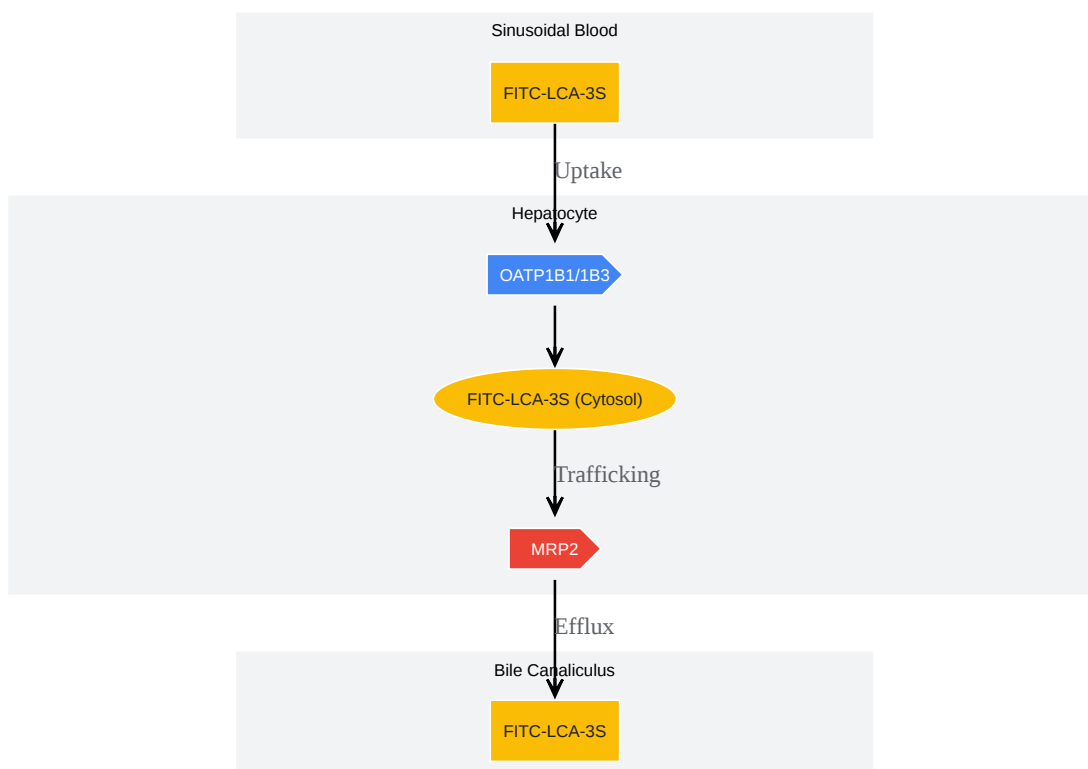 Sinusoidal Blood
FITC-LCA-3S
Uptake
Hepatocyte
OATP1B1/1B3
FITC-LCA-3S (Cytosol)
Trafficking
MRP2
Efflux
Bile Canaliculus
FITC-LCA-3S